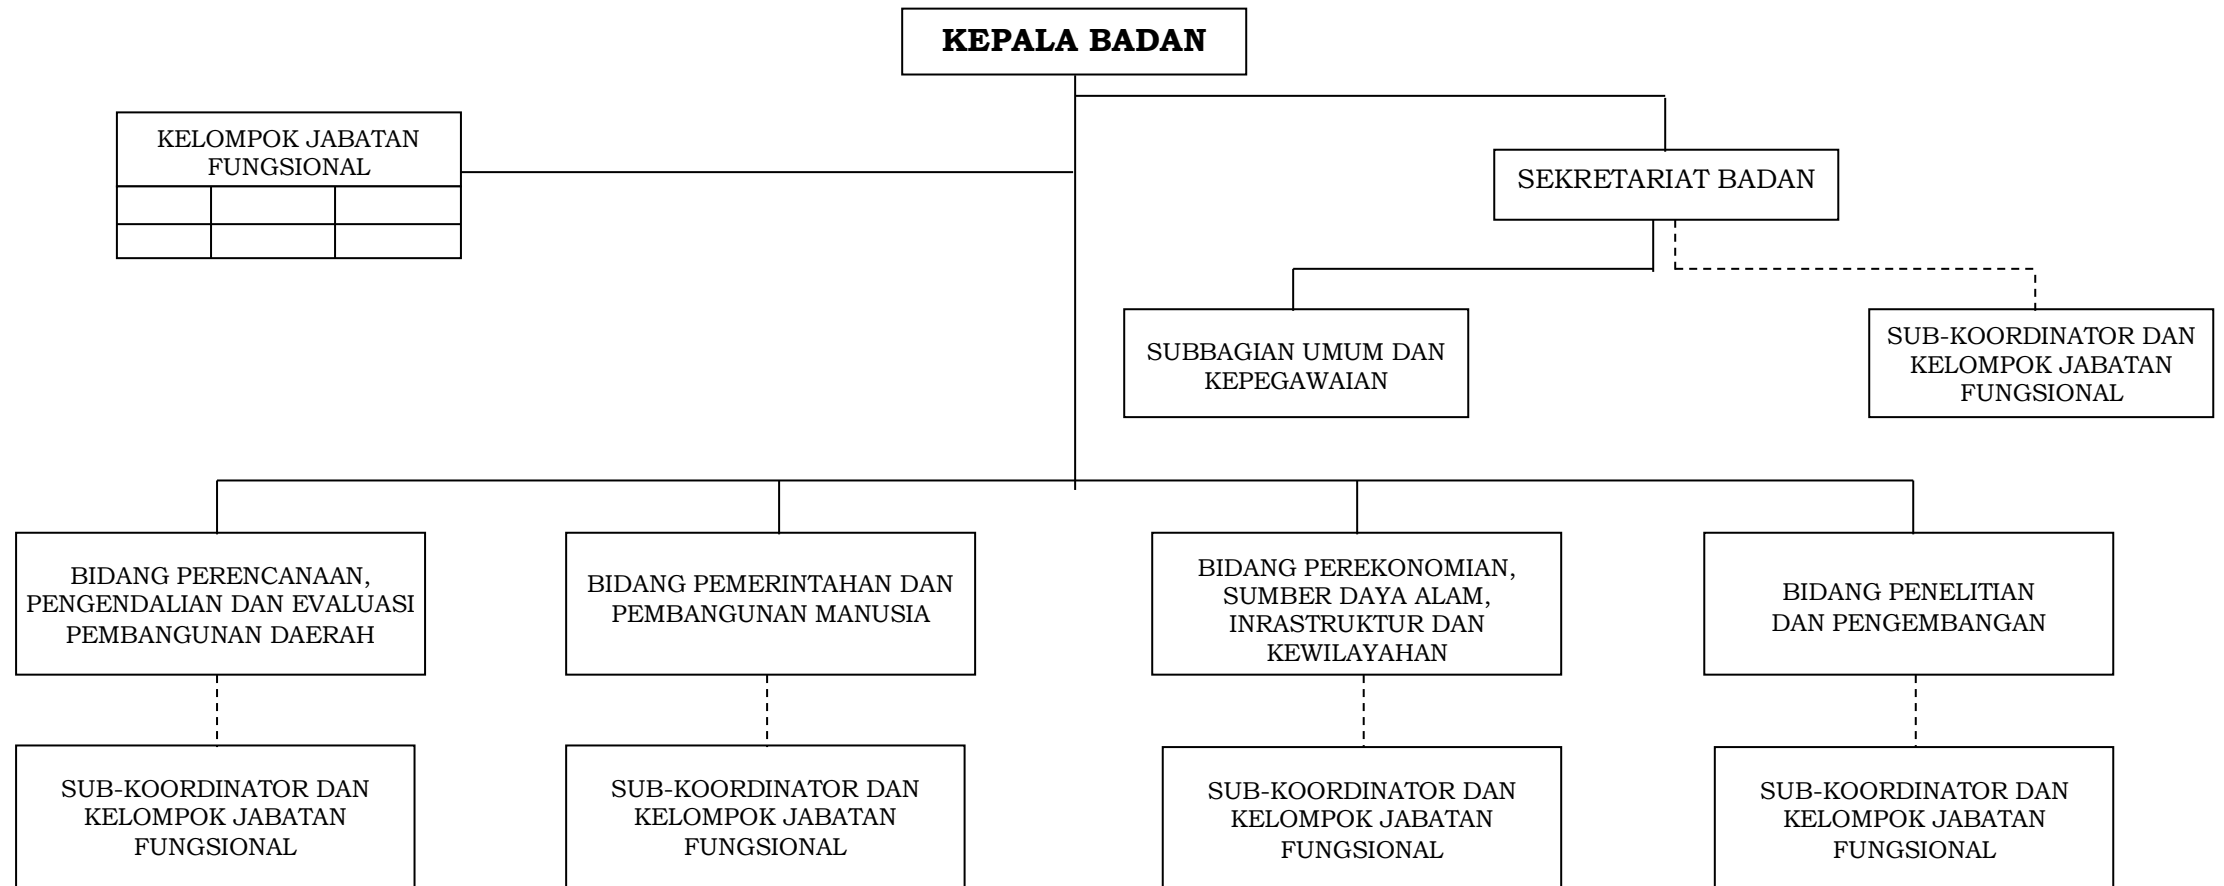 KEPALA BADAN
KELOMPOK JABATAN
FUNGSIONAL
SEKRETARIAT BADAN
SUBBAGIAN UMUM DAN
KEPEGAWAIAN
SUB-KOORDINATOR DAN
KELOMPOK JABATAN
FUNGSIONAL
BIDANG PERENCANAAN,
PENGENDALIAN DAN EVALUASI
PEMBANGUNAN DAERAH
BIDANG PEMERINTAHAN DAN
PEMBANGUNAN MANUSIA
BIDANG PEREKONOMIAN,
SUMBER DAYA ALAM,
INRASTRUKTUR DAN
KEWILAYAHAN
BIDANG PENELITIAN
DAN PENGEMBANGAN
SUB-KOORDINATOR DAN
KELOMPOK JABATAN
FUNGSIONAL
SUB-KOORDINATOR DAN
KELOMPOK JABATAN
FUNGSIONAL
SUB-KOORDINATOR DAN
KELOMPOK JABATAN
FUNGSIONAL
SUB-KOORDINATOR DAN
KELOMPOK JABATAN
FUNGSIONAL